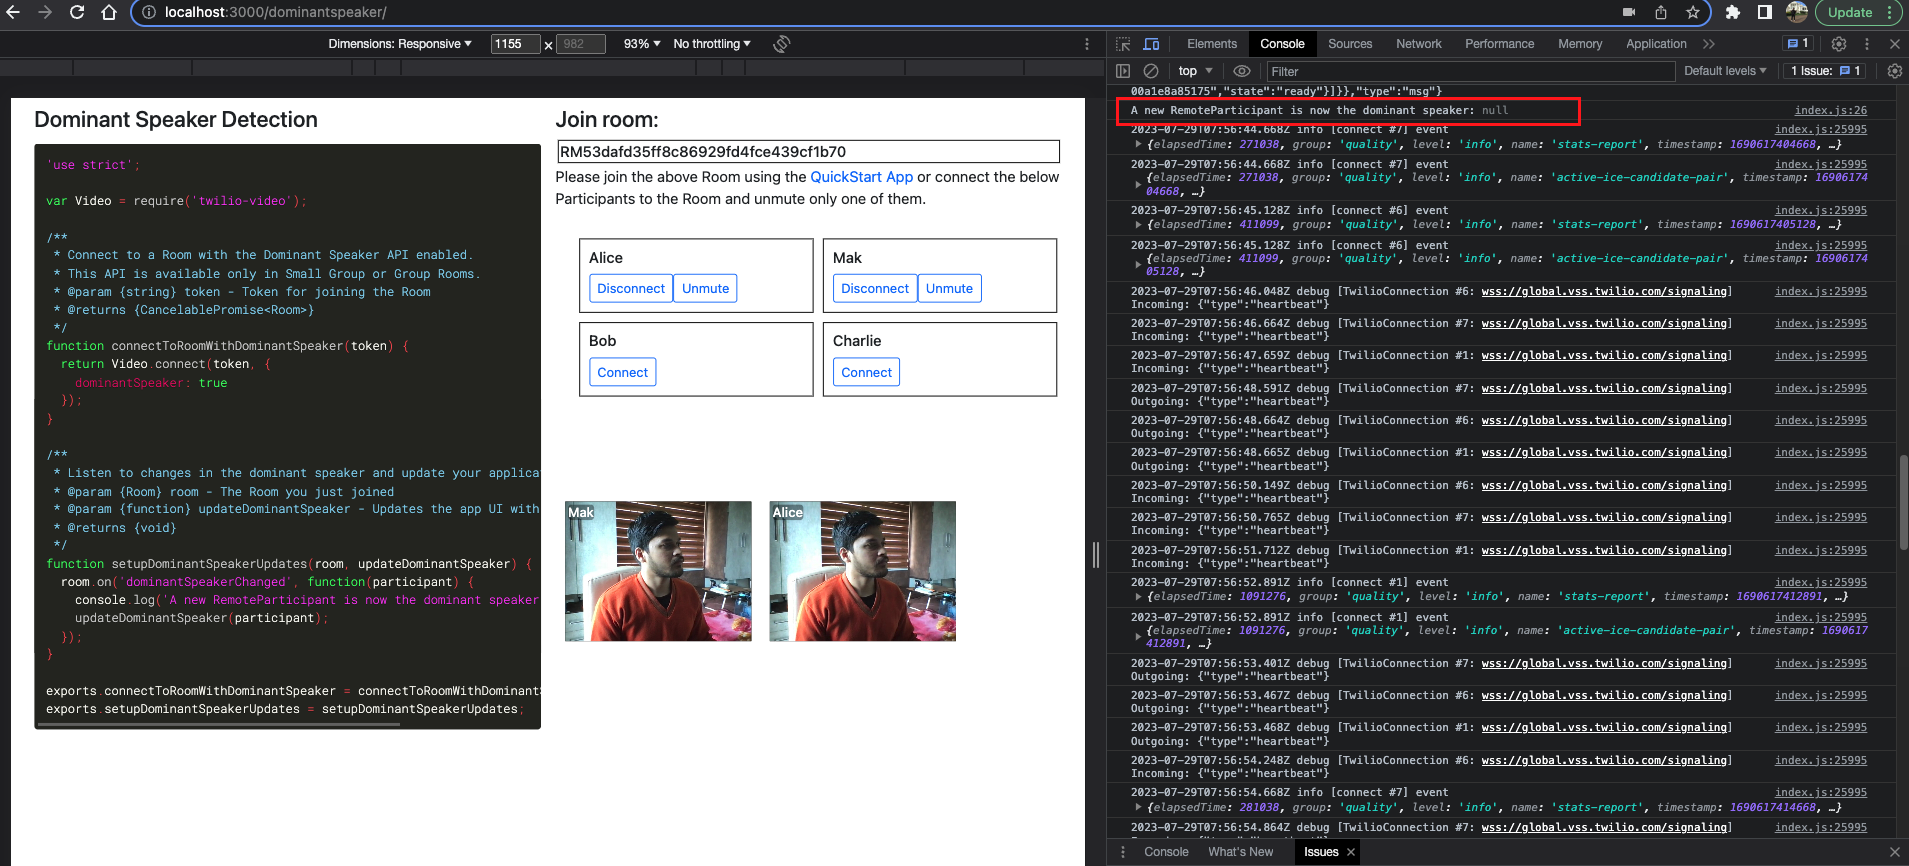 localhost:3000/dominantspeaker/
Update
Dimensions: Responsive
1155 x 982
93%
No throttling
Elements Console Sources Network Performance Memory Application
1
top
Filter
Default levels
1 Issue: 1
Dominant Speaker Detection
'use strict';
var Video = require('twilio-video');
/**
* Connect to a Room with the Dominant Speaker API enabled.
* This API is available only in Small Group or Group Rooms.
* @param {string} token - Token for joining the Room
* @returns {CancelablePromise<Room>}
*/
function connectToRoomWithDominantSpeaker(token) {
return Video.connect(token, {
dominantSpeaker: true
});
}
/**
* Listen to changes in the dominant speaker and update your applica
* @param {Room} room - The Room you just joined
* @param {function} updateDominantSpeaker - Updates the app UI with
* @returns {void}
*/
function setupDominantSpeakerUpdates(room, updateDominantSpeaker) {
room.on('dominantSpeakerChanged', function(participant) {
console.log('A new RemoteParticipant is now the dominant speaker
updateDominantSpeaker(participant);
});
}
exports.connectToRoomWithDominantSpeaker = connectToRoomWithDominantS
exports.setupDominantSpeakerUpdates = setupDominantSpeakerUpdates;
Join room:
RM53dafd35ff8c86929fd4fce439cf1b70
Please join the above Room using the QuickStart App or connect the below
Participants to the Room and unmute only one of them.
Alice
Disconnect Unmute
Mak
Disconnect Unmute
Bob
Connect
Charlie
Connect
Mak
Alice
00a1e8a85175","state":"ready"}]}},"type":"msg"}
A new RemoteParticipant is now the dominant speaker: null index.js:26
2023-07-29T07:56:44.668Z info [connect #7] event index.js:25995
{elapsedTime: 271038, group: 'quality', level: 'info', name: 'stats-report', timestamp: 1690617404668, …}
2023-07-29T07:56:44.668Z info [connect #7] event index.js:25995
{elapsedTime: 271038, group: 'quality', level: 'info', name: 'active-ice-candidate-pair', timestamp: 16906174
04668, …}
2023-07-29T07:56:45.128Z info [connect #6] event index.js:25995
{elapsedTime: 411099, group: 'quality', level: 'info', name: 'stats-report', timestamp: 1690617405128, …}
2023-07-29T07:56:45.128Z info [connect #6] event index.js:25995
{elapsedTime: 411099, group: 'quality', level: 'info', name: 'active-ice-candidate-pair', timestamp: 16906174
05128, …}
2023-07-29T07:56:46.048Z debug [TwilioConnection #6: wss://global.vss.twilio.com/signaling] index.js:25995
Incoming: {"type":"heartbeat"}
2023-07-29T07:56:46.664Z debug [TwilioConnection #7: wss://global.vss.twilio.com/signaling] index.js:25995
Incoming: {"type":"heartbeat"}
2023-07-29T07:56:47.659Z debug [TwilioConnection #1: wss://global.vss.twilio.com/signaling] index.js:25995
Incoming: {"type":"heartbeat"}
2023-07-29T07:56:48.591Z debug [TwilioConnection #7: wss://global.vss.twilio.com/signaling] index.js:25995
Outgoing: {"type":"heartbeat"}
2023-07-29T07:56:48.664Z debug [TwilioConnection #6: wss://global.vss.twilio.com/signaling] index.js:25995
Outgoing: {"type":"heartbeat"}
2023-07-29T07:56:48.665Z debug [TwilioConnection #1: wss://global.vss.twilio.com/signaling] index.js:25995
Outgoing: {"type":"heartbeat"}
2023-07-29T07:56:50.149Z debug [TwilioConnection #6: wss://global.vss.twilio.com/signaling] index.js:25995
Incoming: {"type":"heartbeat"}
2023-07-29T07:56:50.765Z debug [TwilioConnection #7: wss://global.vss.twilio.com/signaling] index.js:25995
Incoming: {"type":"heartbeat"}
2023-07-29T07:56:51.712Z debug [TwilioConnection #1: wss://global.vss.twilio.com/signaling] index.js:25995
Incoming: {"type":"heartbeat"}
2023-07-29T07:56:52.891Z info [connect #1] event index.js:25995
{elapsedTime: 1091276, group: 'quality', level: 'info', name: 'stats-report', timestamp: 1690617412891, …}
2023-07-29T07:56:52.891Z info [connect #1] event index.js:25995
{elapsedTime: 1091276, group: 'quality', level: 'info', name: 'active-ice-candidate-pair', timestamp: 1690617
412891, …}
2023-07-29T07:56:53.401Z debug [TwilioConnection #7: wss://global.vss.twilio.com/signaling] index.js:25995
Outgoing: {"type":"heartbeat"}
2023-07-29T07:56:53.467Z debug [TwilioConnection #6: wss://global.vss.twilio.com/signaling] index.js:25995
Outgoing: {"type":"heartbeat"}
2023-07-29T07:56:53.468Z debug [TwilioConnection #1: wss://global.vss.twilio.com/signaling] index.js:25995
Outgoing: {"type":"heartbeat"}
2023-07-29T07:56:54.248Z debug [TwilioConnection #6: wss://global.vss.twilio.com/signaling] index.js:25995
Incoming: {"type":"heartbeat"}
2023-07-29T07:56:54.668Z info [connect #7] event index.js:25995
{elapsedTime: 281038, group: 'quality', level: 'info', name: 'stats-report', timestamp: 1690617414668, …}
2023-07-29T07:56:54.864Z debug [TwilioConnection #7: wss://global.vss.twilio.com/signaling] index.js:25995
Console What's New Issues